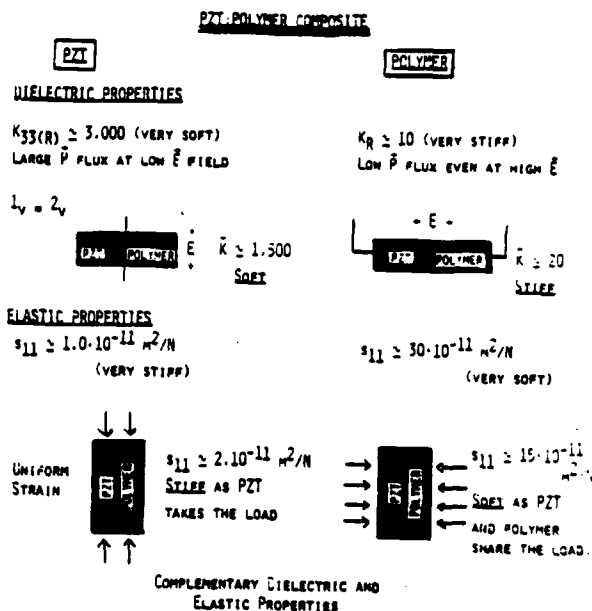 PZT:POLYMER COMPOSITE
PZT
POLYMER
DIELECTRIC PROPERTIES
K33(R) ≃ 3.000 (VERY SOFT)
LARGE P̄ FLUX AT LOW Ē FIELD
KR ≃ 10 (VERY STIFF)
LOW P̄ FLUX EVEN AT HIGH Ē
1v = 2v
PZT POLYMER
E
K̄ ≃ 1,500
SOFT
E
PZT POLYMER
K̄ ≃ 20
STIFF
ELASTIC PROPERTIES
s11 ≃ 1.0·10⁻¹¹ M²/N
(VERY STIFF)
s11 ≃ 30·10⁻¹¹ M²/N
(VERY SOFT)
UNIFORM
STRAIN
PZT
POLYMER
s11 ≃ 2.10⁻¹¹ M²/N
STIFF AS PZT
TAKES THE LOAD
PZT
POLYMER
s11 ≃ 15·10⁻¹¹
SOFT AS PZT
AND POLYMER
SHARE THE LOAD.
COMPLEMENTARY DIELECTRIC AND
ELASTIC PROPERTIES